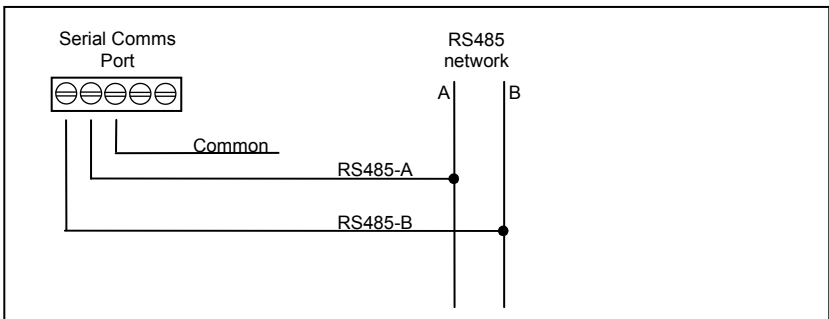 Serial Comms
Port
RS485
network
A
B
Common
RS485-A
RS485-B